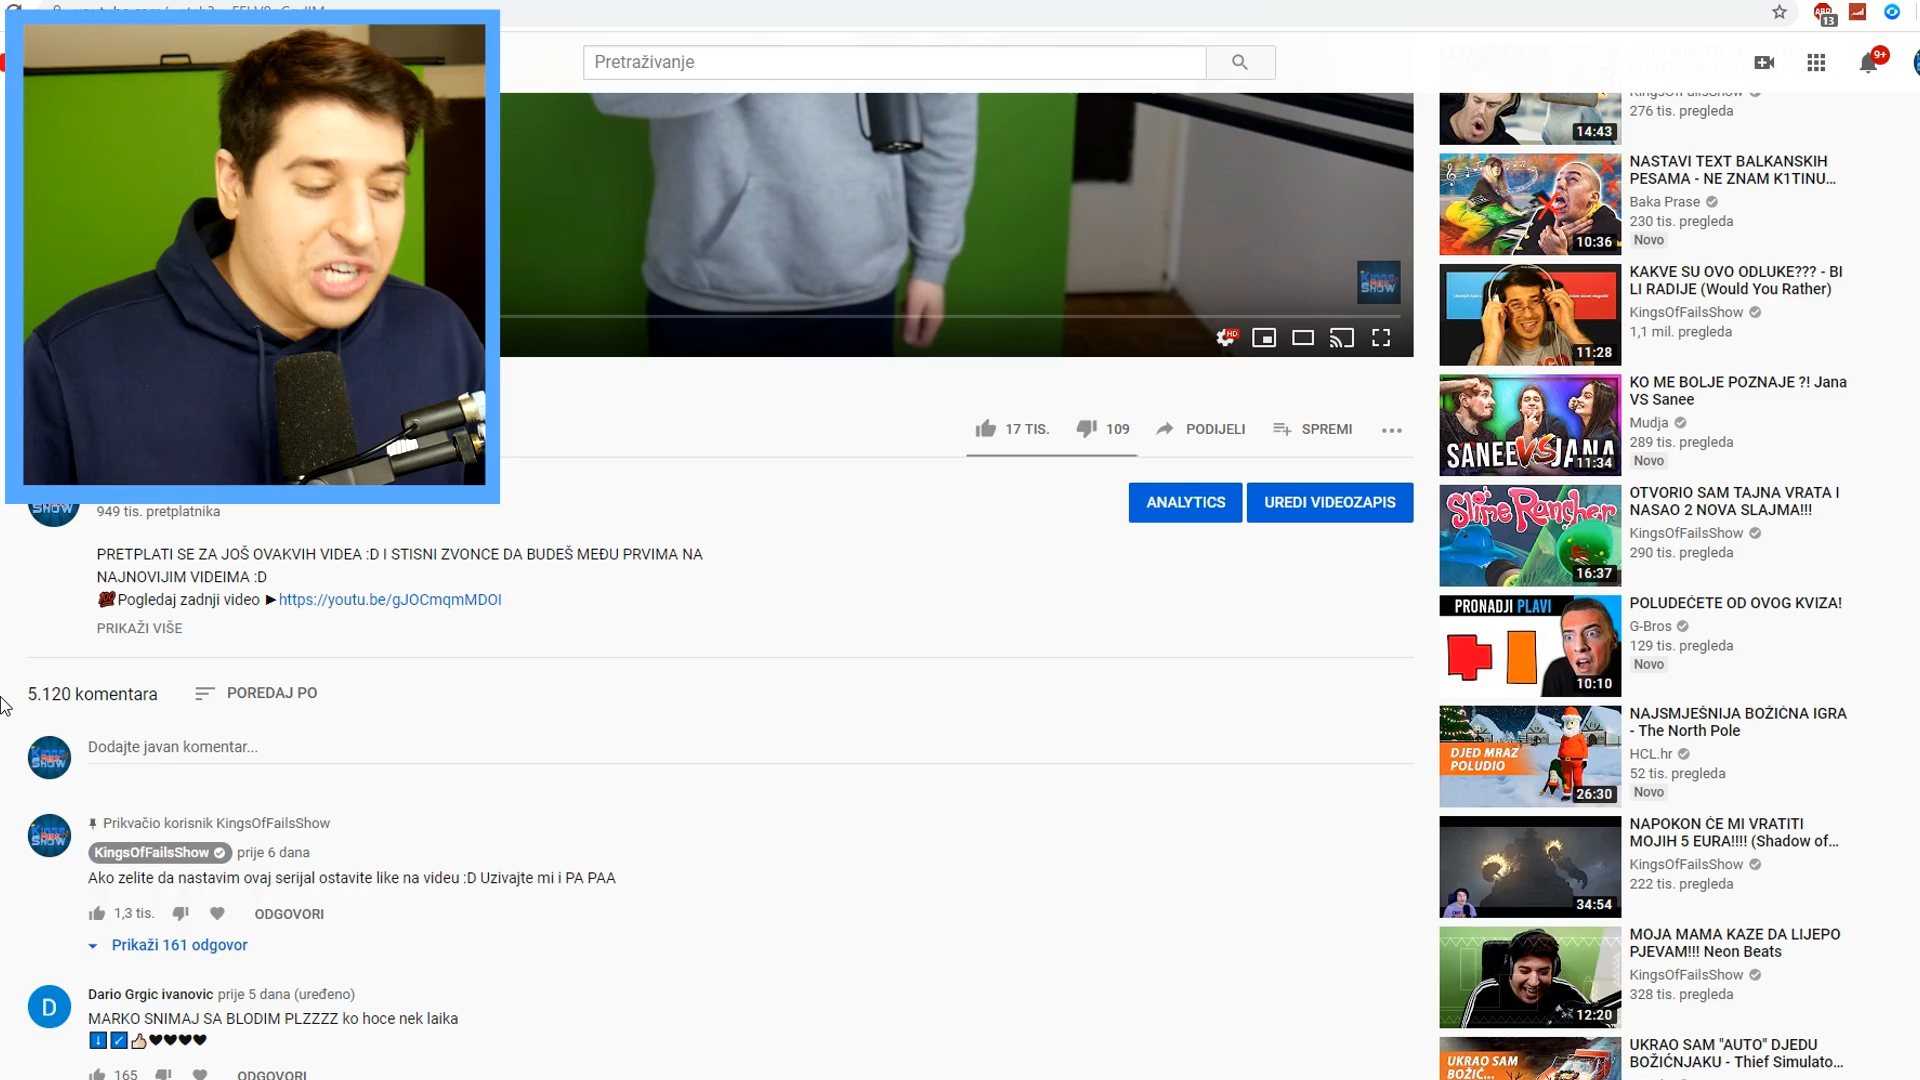 13
Pretraživanje
9+
17 TIS.
109
PODIJELI
SPREMI
ANALYTICS
UREDI VIDEOZAPIS
949 tis. pretplatnika
PRETPLATI SE ZA JOŠ OVAKVIH VIDEA :D I STISNI ZVONCE DA BUDEŠ MEĐU PRVIMA NA
NAJNOVIJIM VIDEIMA :D
💯Pogledaj zadnji video ►https://youtu.be/gJOCmqmMDOI
PRIKAŽI VIŠE
5.120 komentara
POREDAJ PO
Dodajte javan komentar...
Prikvačio korisnik KingsOfFailsShow
KingsOfFailsShow prije 6 dana
Ako zelite da nastavim ovaj serijal ostavite like na videu :D Uzivajte mi i PA PAA
1,3 tis.
ODGOVORI
Prikaži 161 odgovor
D
Dario Grgic ivanovic prije 5 dana (uređeno)
MARKO SNIMAJ SA BLODIM PLZZZZ ko hoce nek laika
⬇️↙️👍🏻🖤🖤🖤🖤
165
ODGOVORI
KingsOfFailsShow
276 tis. pregleda
14:43
NASTAVI TEXT BALKANSKIH
PESAMA - NE ZNAM K1TINU...
Baka Prase
230 tis. pregleda
Novo
10:36
KAKVE SU OVO ODLUKE??? - BI
LI RADIJE (Would You Rather)
KingsOfFailsShow
1,1 mil. pregleda
11:28
KO ME BOLJE POZNAJE ?! Jana
VS Sanee
Mudja
289 tis. pregleda
Novo
SANEE VS JANA
11:34
OTVORIO SAM TAJNA VRATA I
NASAO 2 NOVA SLAJMA!!!
KingsOfFailsShow
290 tis. pregleda
Slime Rancher
16:37
PRONADJI PLAVI
POLUDEĆETE OD OVOG KVIZA!
G-Bros
129 tis. pregleda
Novo
10:10
NAJSMJEŠNIJA BOŽIĆNA IGRA
- The North Pole
HCL.hr
52 tis. pregleda
Novo
DJED MRAZ
POLUDIO
26:30
NAPOKON ĆE MI VRATITI
MOJIH 5 EURA!!!! (Shadow of...
KingsOfFailsShow
222 tis. pregleda
34:54
MOJA MAMA KAZE DA LIJEPO
PJEVAM!!! Neon Beats
KingsOfFailsShow
328 tis. pregleda
12:20
UKRAO SAM "AUTO" DJEDU
BOŽIĆNJAKU - Thief Simulato...
UKRAO SAM
BOŽIĆ...